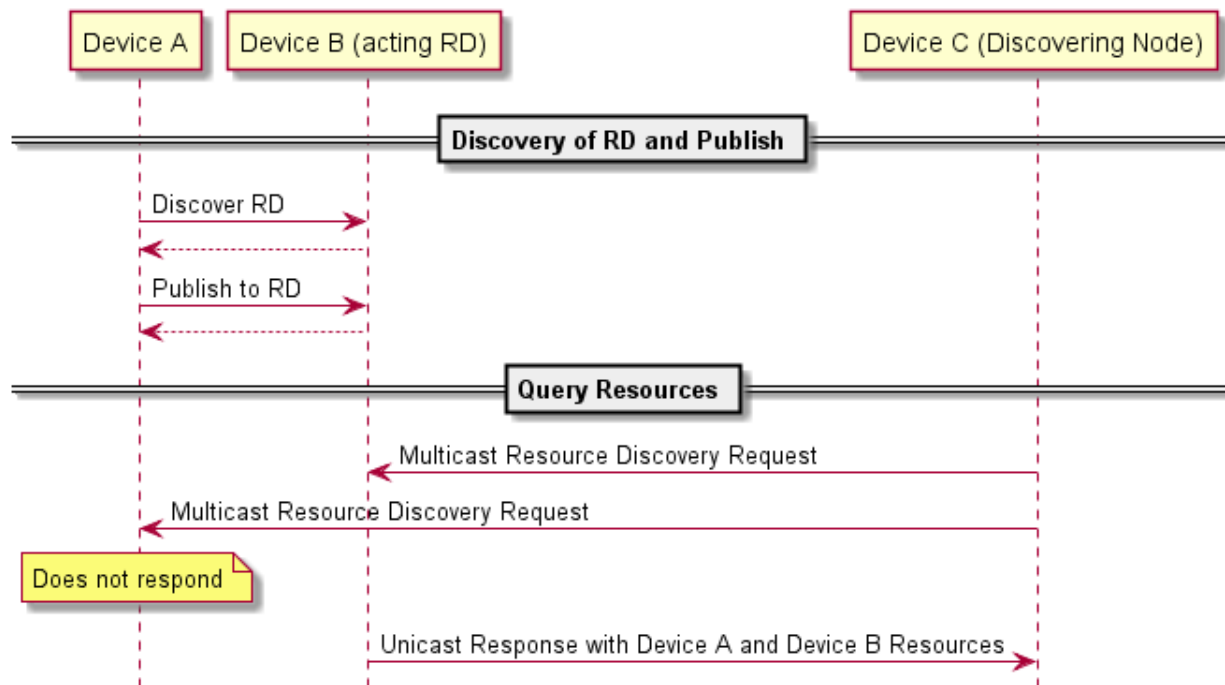 Device A
Device B (acting RD)
Device C (Discovering Node)
Discovery of RD and Publish
Discover RD
Publish to RD
Query Resources
Multicast Resource Discovery Request
Multicast Resource Discovery Request
Does not respond
Unicast Response with Device A and Device B Resources